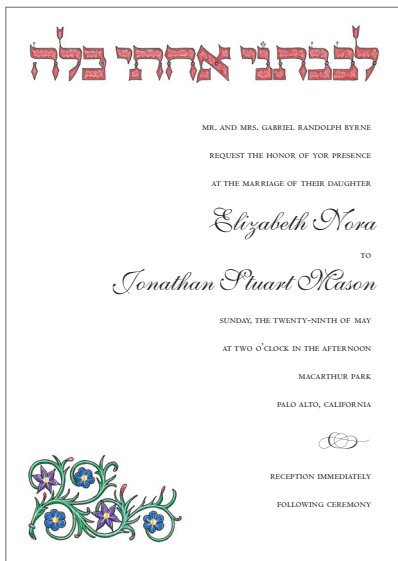 לבבתני אחתי כלה
MR. AND MRS. GABRIEL RANDOLPH BYRNE
REQUEST THE HONOR OF YOR PRESENCE
AT THE MARRIAGE OF THEIR DAUGHTER
Elizabeth Nora
TO
Jonathan Stuart Mason
SUNDAY, THE TWENTY-NINTH OF MAY
AT TWO O'CLOCK IN THE AFTERNOON
MACARTHUR PARK
PALO ALTO, CALIFORNIA
RECEPTION IMMEDIATELY
FOLLOWING CEREMONY